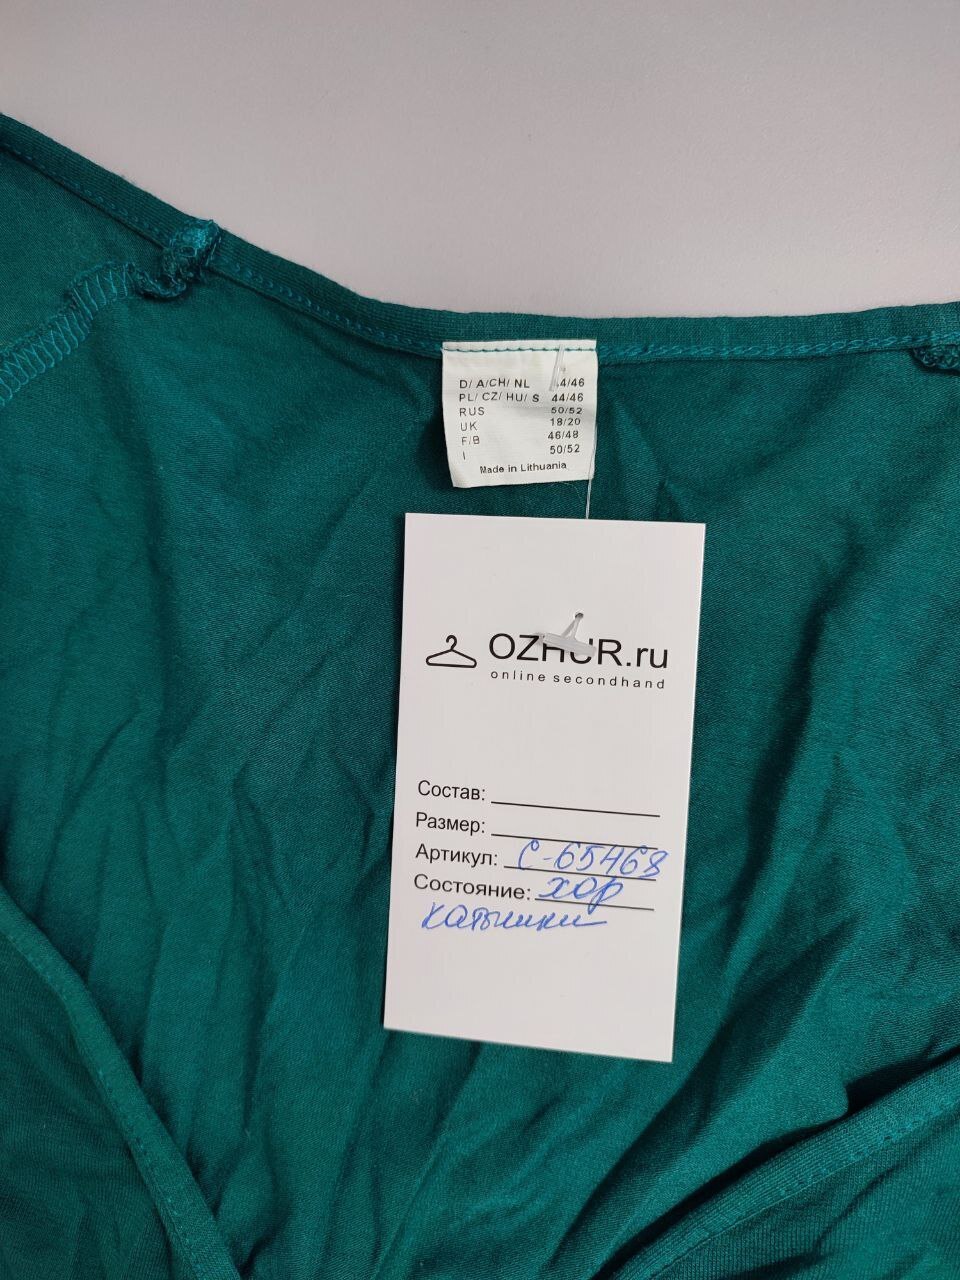 D/ A/CH/ NL 44/46
PL/ CZ/ HU/ S 44/46
RUS 50/52
UK 18/20
F/B 46/48
I 50/52
Made in Lithuania
OZHUR.ru
online secondhand
Состав:
Размер:
Артикул: С-65468
Состояние: хор
катышки